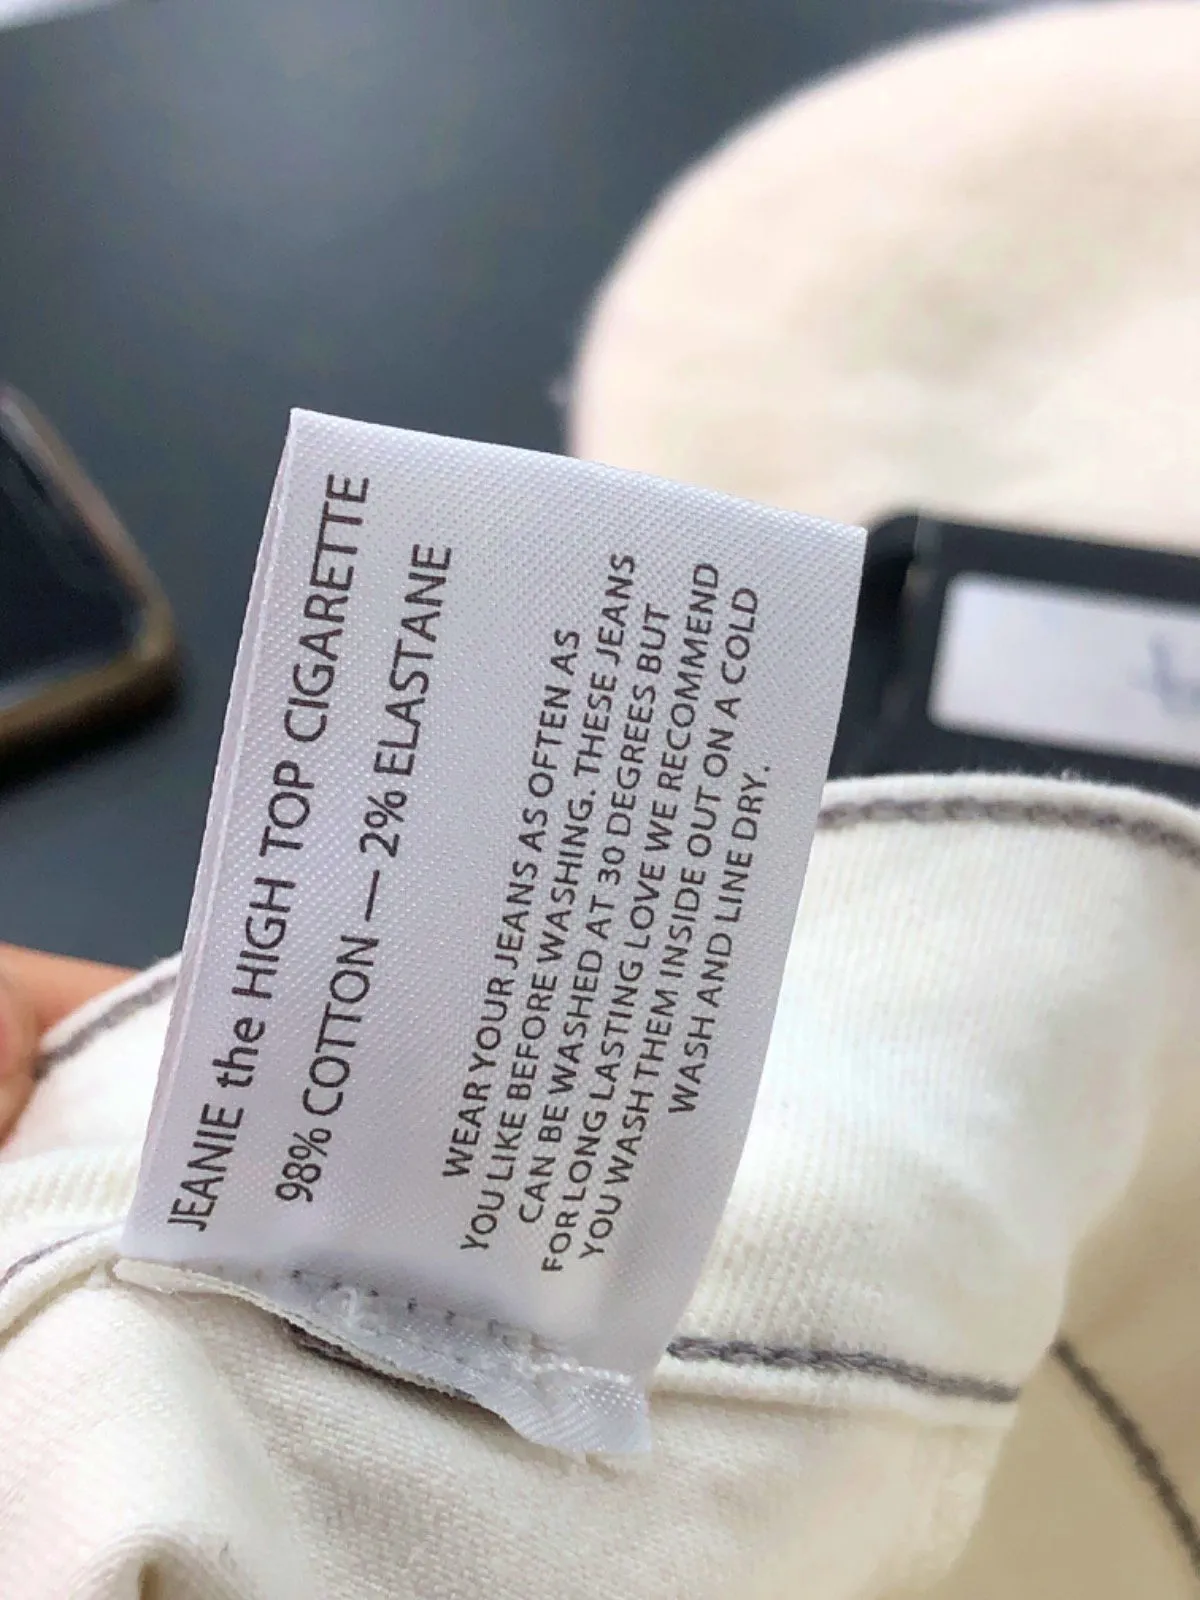 JEANIE the HIGH TOP CIGARETTE
98% COTTON — 2% ELASTANE
WEAR YOUR JEANS AS OFTEN AS
YOU LIKE BEFORE WASHING. THESE JEANS
CAN BE WASHED AT 30 DEGREES BUT
FOR LONG LASTING LOVE WE RECOMMEND
YOU WASH THEM INSIDE OUT ON A COLD
WASH AND LINE DRY.